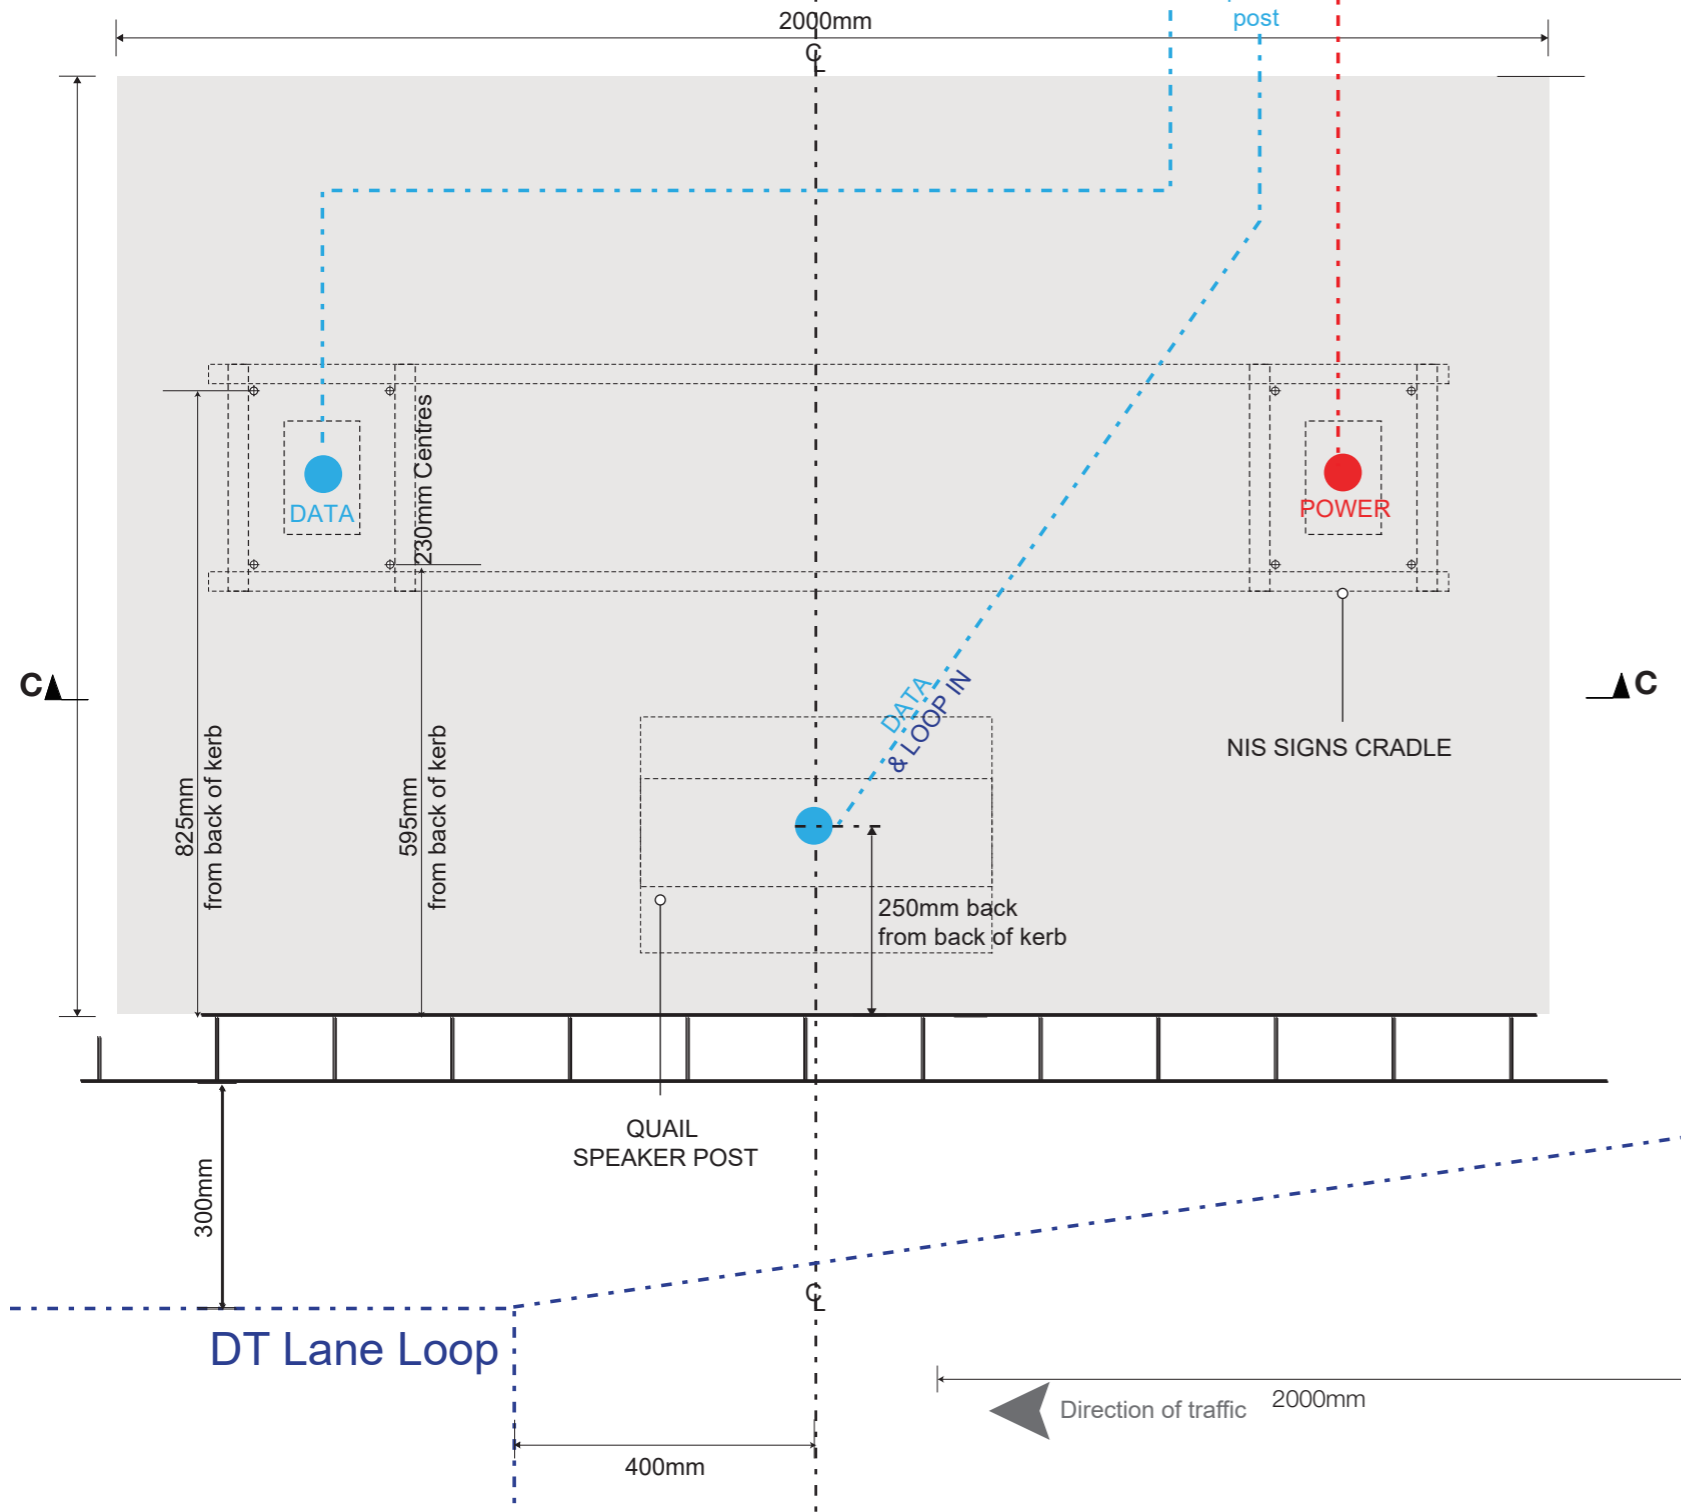 post
2000mm
CL
230mm Centres
DATA
POWER
C
C
DATA
& LOOP IN
NIS SIGNS CRADLE
825mm
from back of kerb
595mm
from back of kerb
250mm back
from back of kerb
QUAIL
SPEAKER POST
300mm
CL
DT Lane Loop
Direction of traffic
2000mm
400mm